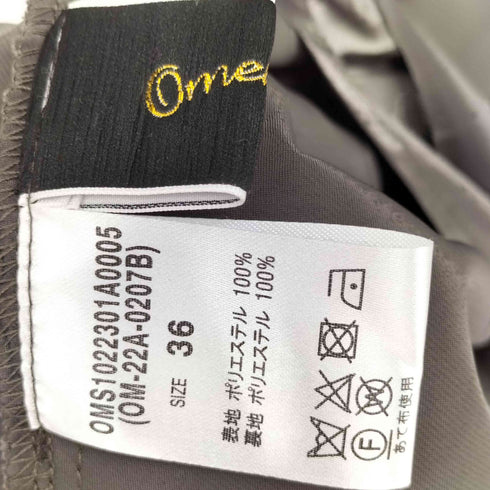 Ome
OMS1022301A0005
(OM-22A-0207B)
SIZE 36
表地 ポリエステル 100%
裏地 ポリエステル 100%
F
あて布使用